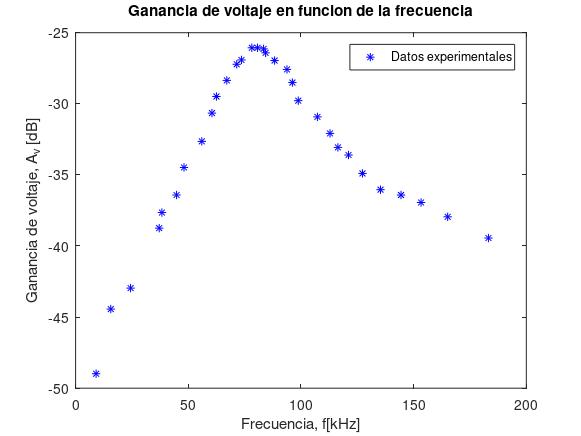 Ganancia de voltaje en funcion de la frecuencia
Datos experimentales
Ganancia de voltaje, Av [dB]
-25
-30
-35
-40
-45
-50
0 50 100 150 200
Frecuencia, f[kHz]